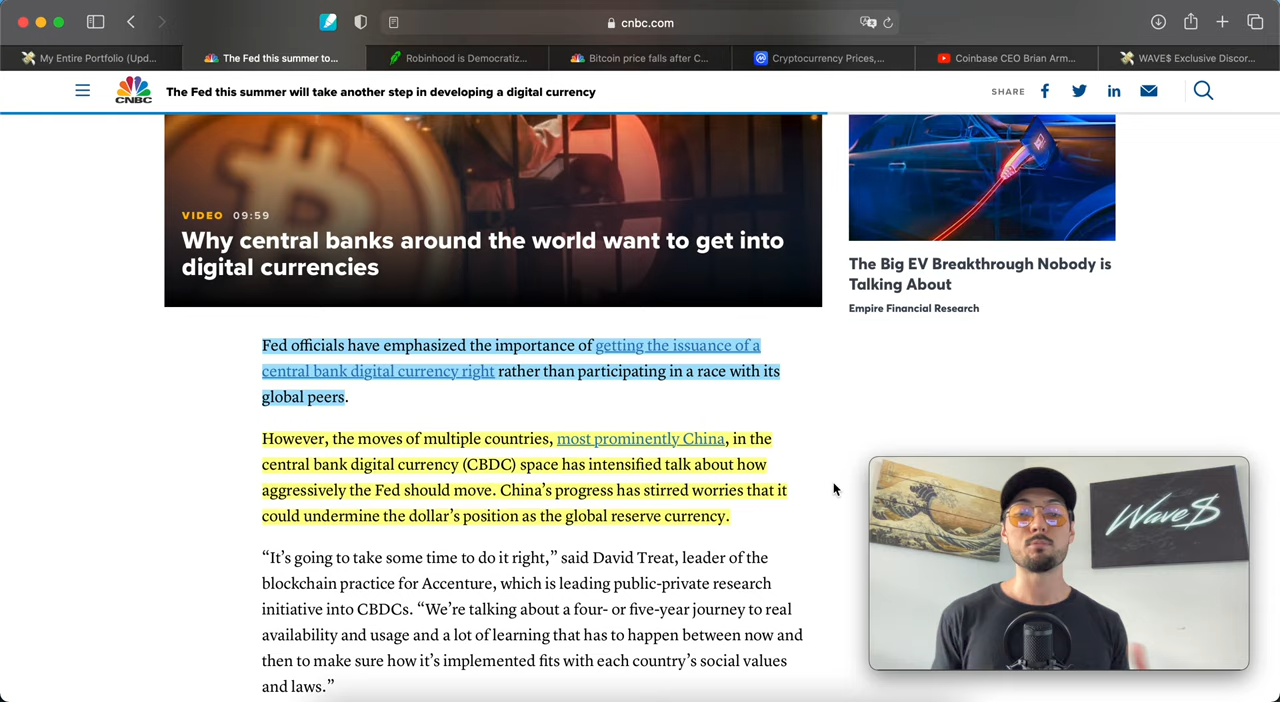 cnbc.com
My Entire Portfolio (Upd...
The Fed this summer to...
Robinhood is Democratiz...
Bitcoin price falls after C...
Cryptocurrency Prices,...
Coinbase CEO Brian Arm...
WAVE$ Exclusive Discor...
CNBC
The Fed this summer will take another step in developing a digital currency
SHARE
VIDEO 09:59
Why central banks around the world want to get into
digital currencies
The Big EV Breakthrough Nobody is
Talking About
Empire Financial Research
Fed officials have emphasized the importance of getting the issuance of a
central bank digital currency right rather than participating in a race with its
global peers.
However, the moves of multiple countries, most prominently China, in the
central bank digital currency (CBDC) space has intensified talk about how
aggressively the Fed should move. China’s progress has stirred worries that it
could undermine the dollar’s position as the global reserve currency.
“It’s going to take some time to do it right,” said David Treat, leader of the
blockchain practice for Accenture, which is leading public-private research
initiative into CBDCs. “We’re talking about a four- or five-year journey to real
availability and usage and a lot of learning that has to happen between now and
then to make sure how it’s implemented fits with each country’s social values
and laws.”
Wave$